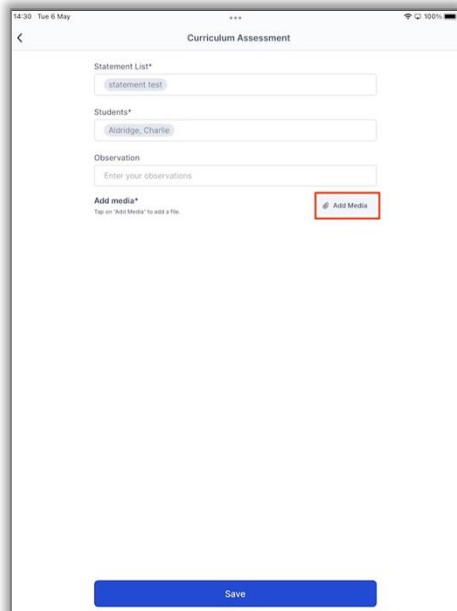 14:30 Tue 6 May
100%
Curriculum Assessment
Statement List*
statement test
Students*
Aldridge, Charlie
Observation
Enter your observations
Add media*
Tap on "Add Media" to add a file.
Add Media
Save